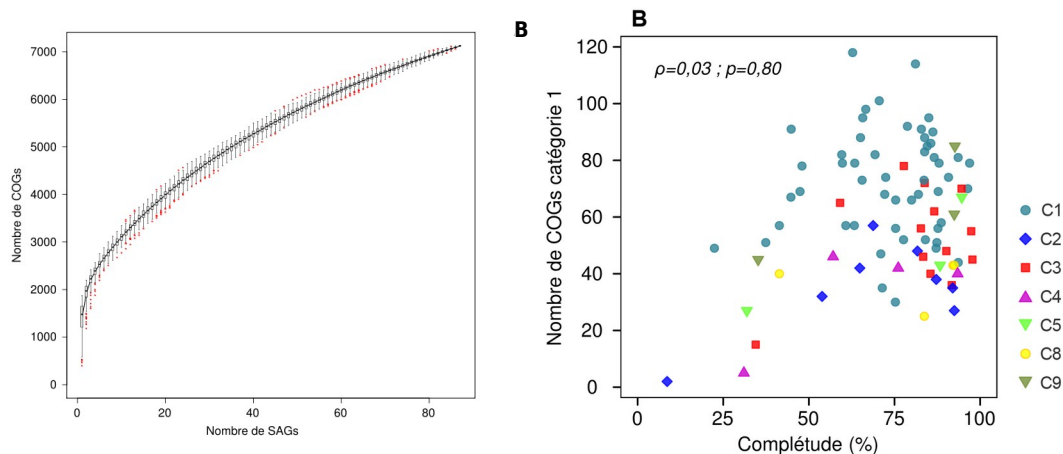 B
7000
6000
5000
4000
3000
2000
1000
0
Nombre de COGs
0 20 40 60 80
Nombre de SAGs
B
ρ=0,03 ; p=0,80
120
100
80
60
40
20
0
Nombre de COGs catégorie 1
0 25 50 75 100
Complétude (%)
C1
C2
C3
C4
C5
C8
C9